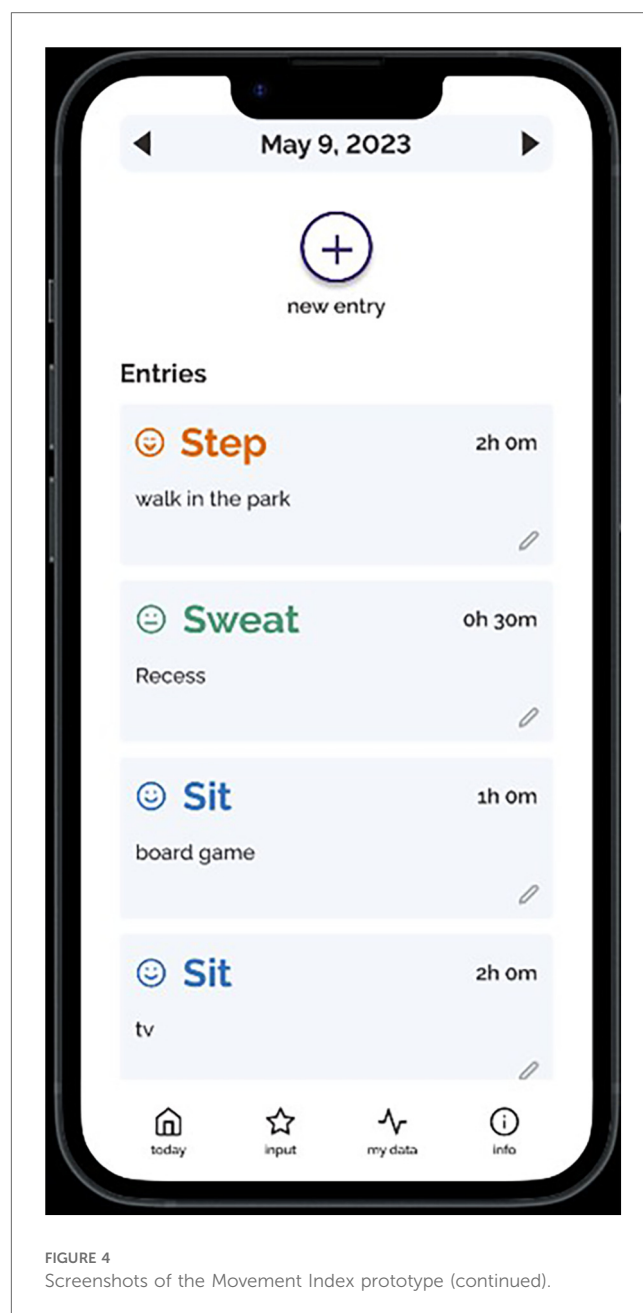 May 9, 2023
new entry
Entries
Step 2h 0m
walk in the park
Sweat 0h 30m
Recess
Sit 1h 0m
board game
Sit 2h 0m
tv
today input my data info
FIGURE 4
Screenshots of the Movement Index prototype (continued).